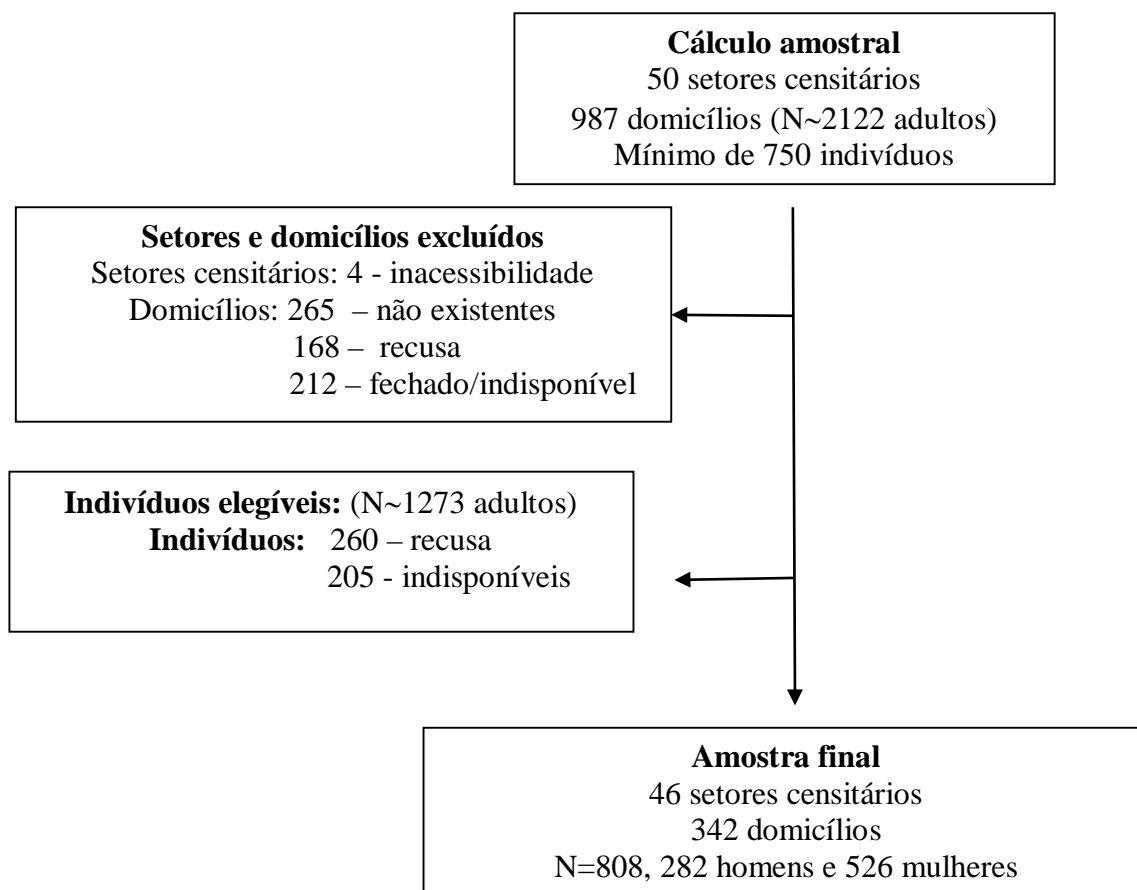 Cálculo amostral
50 setores censitários
987 domicílios (N~2122 adultos)
Mínimo de 750 indivíduos
Setores e domicílios excluídos
Setores censitários: 4 - inacessibilidade
Domicílios: 265 – não existentes
168 – recusa
212 – fechado/indisponível
Indivíduos elegíveis: (N~1273 adultos)
Indivíduos: 260 – recusa
205 - indisponíveis
Amostra final
46 setores censitários
342 domicílios
N=808, 282 homens e 526 mulheres